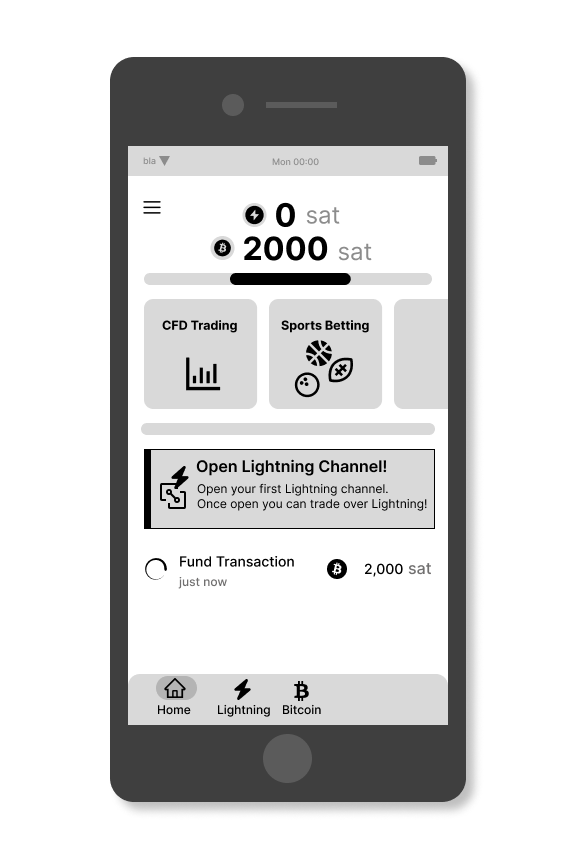 bla
Mon 00:00
0 sat
2000 sat
CFD Trading
Sports Betting
Open Lightning Channel!
Open your first Lightning channel.
Once open you can trade over Lightning!
Fund Transaction
2,000 sat
just now
Home
Lightning
Bitcoin